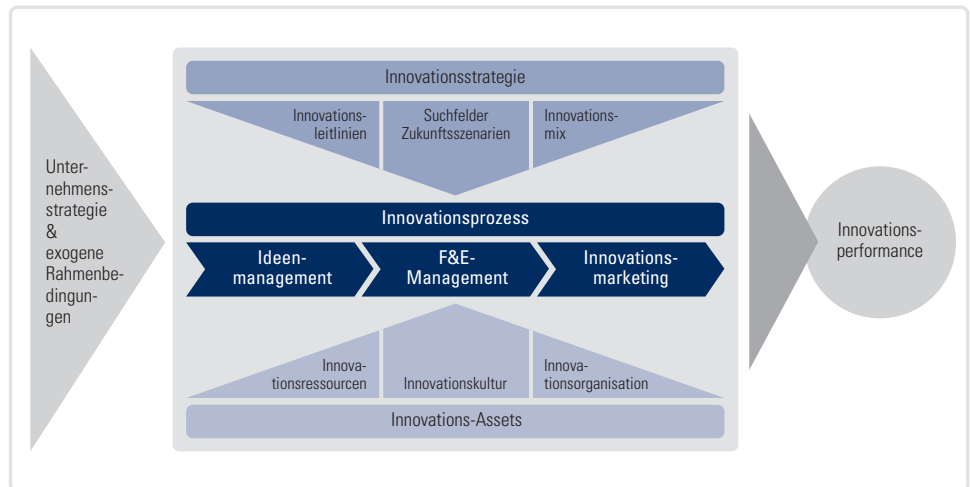 Unter-
nehmens-
strategie
&
exogene
Rahmenbe-
dingun-
gen
Innovationsstrategie
Innovations-
leitlinien
Suchfelder
Zukunftsszenarien
Innovations-
mix
Innovationsprozess
Ideen-
management
F&E-
Management
Innovations-
marketing
Innova-
tionsressourcen
Innovationskultur
Innova-
tionsorganisation
Innovations-Assets
Innovations-
performance